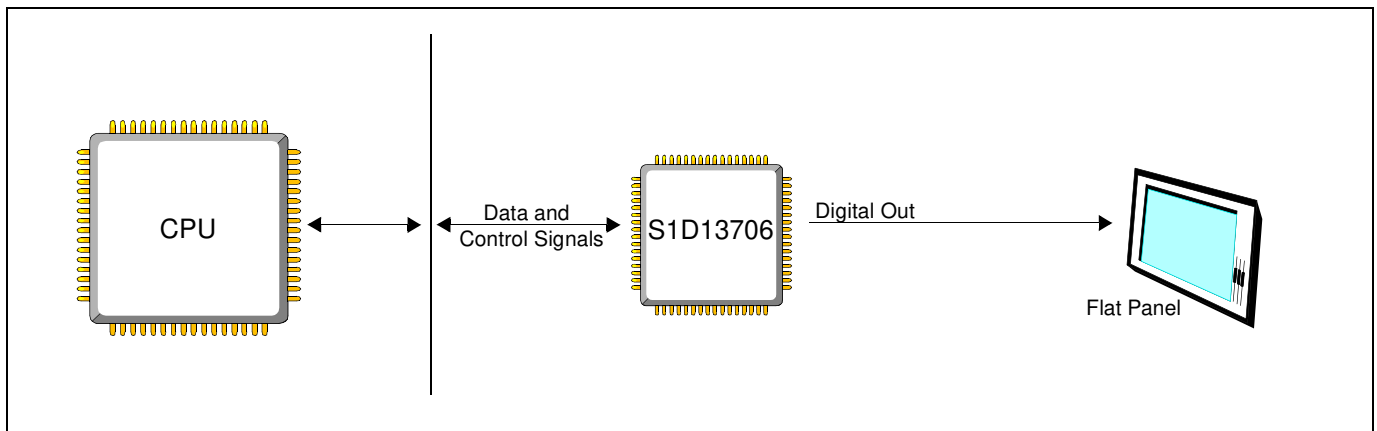 CPU
Data and
Control Signals
S1D13706
Digital Out
Flat Panel